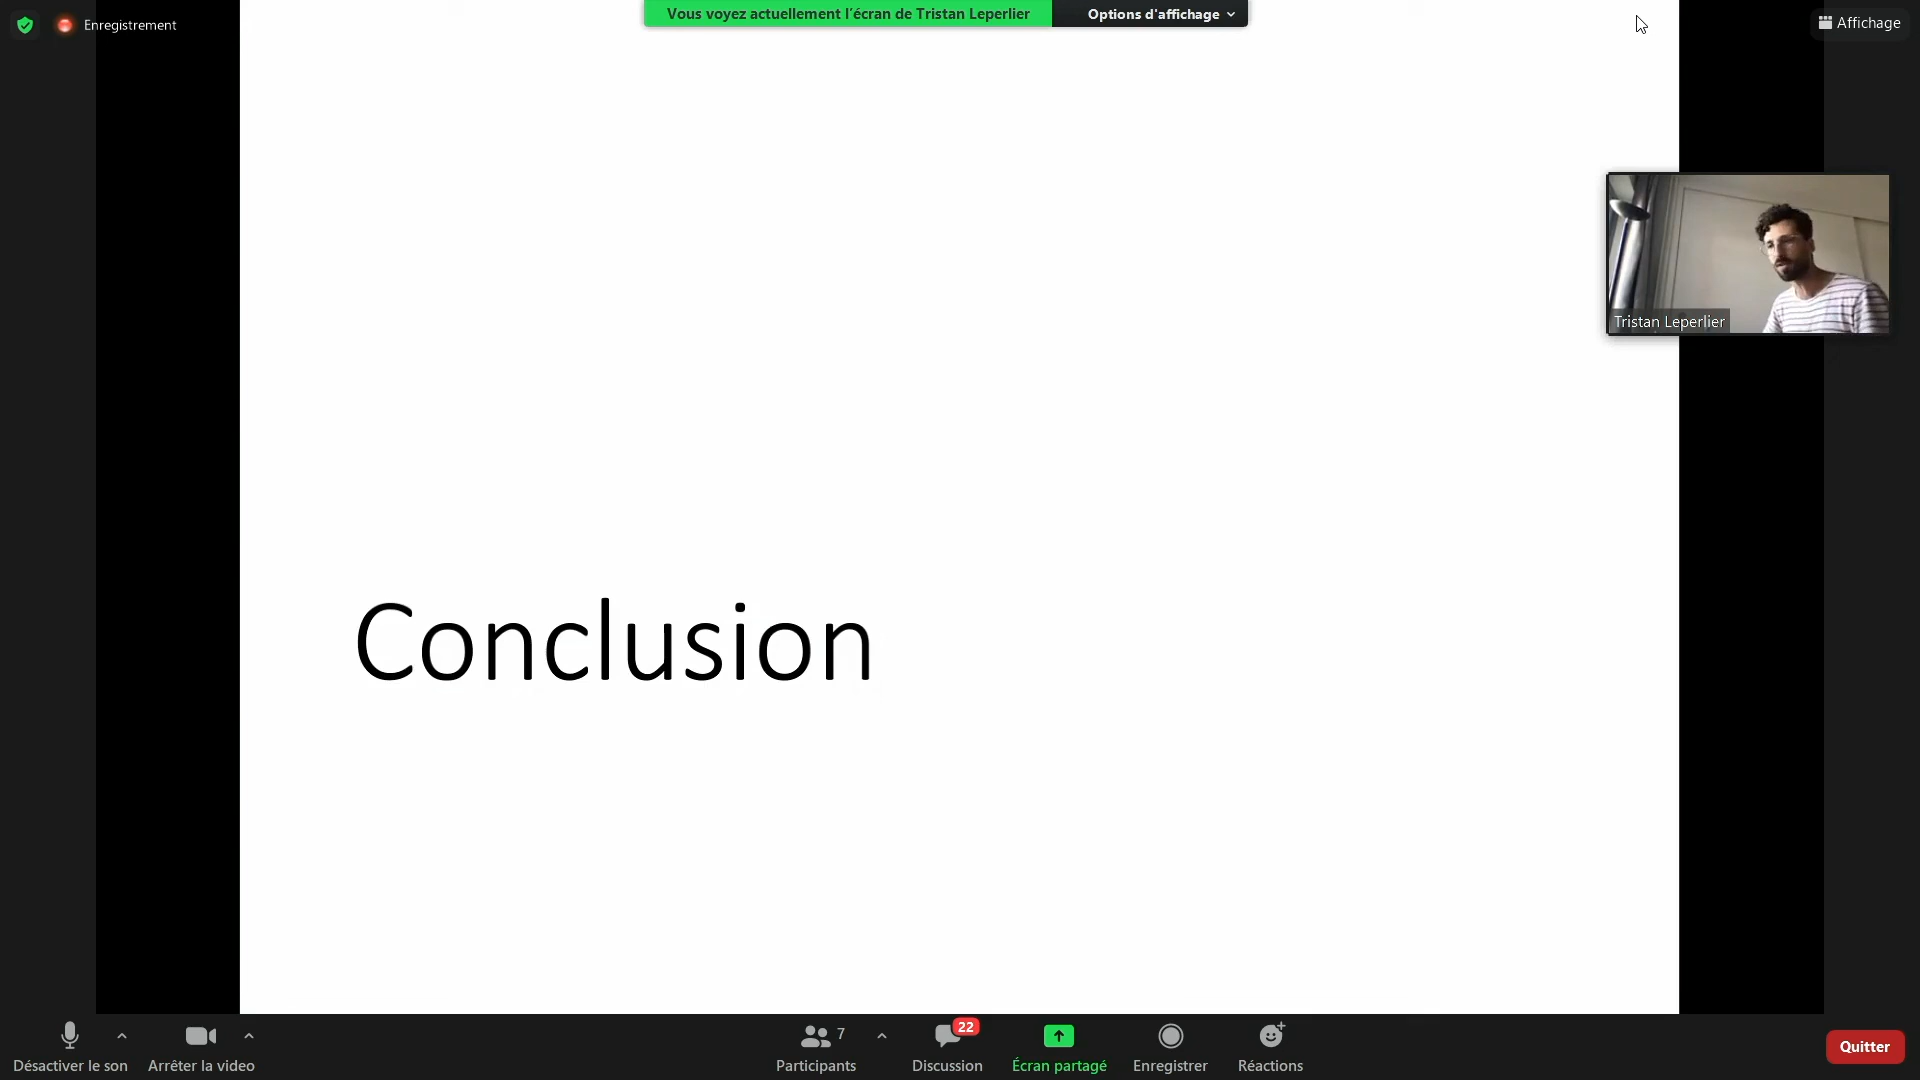 Enregistrement
Vous voyez actuellement l'écran de Tristan Leperlier
Options d'affichage
Affichage
Tristan Leperlier
Conclusion
Désactiver le son
Arrêter la video
7
Participants
22
Discussion
Écran partagé
Enregistrer
Réactions
Quitter